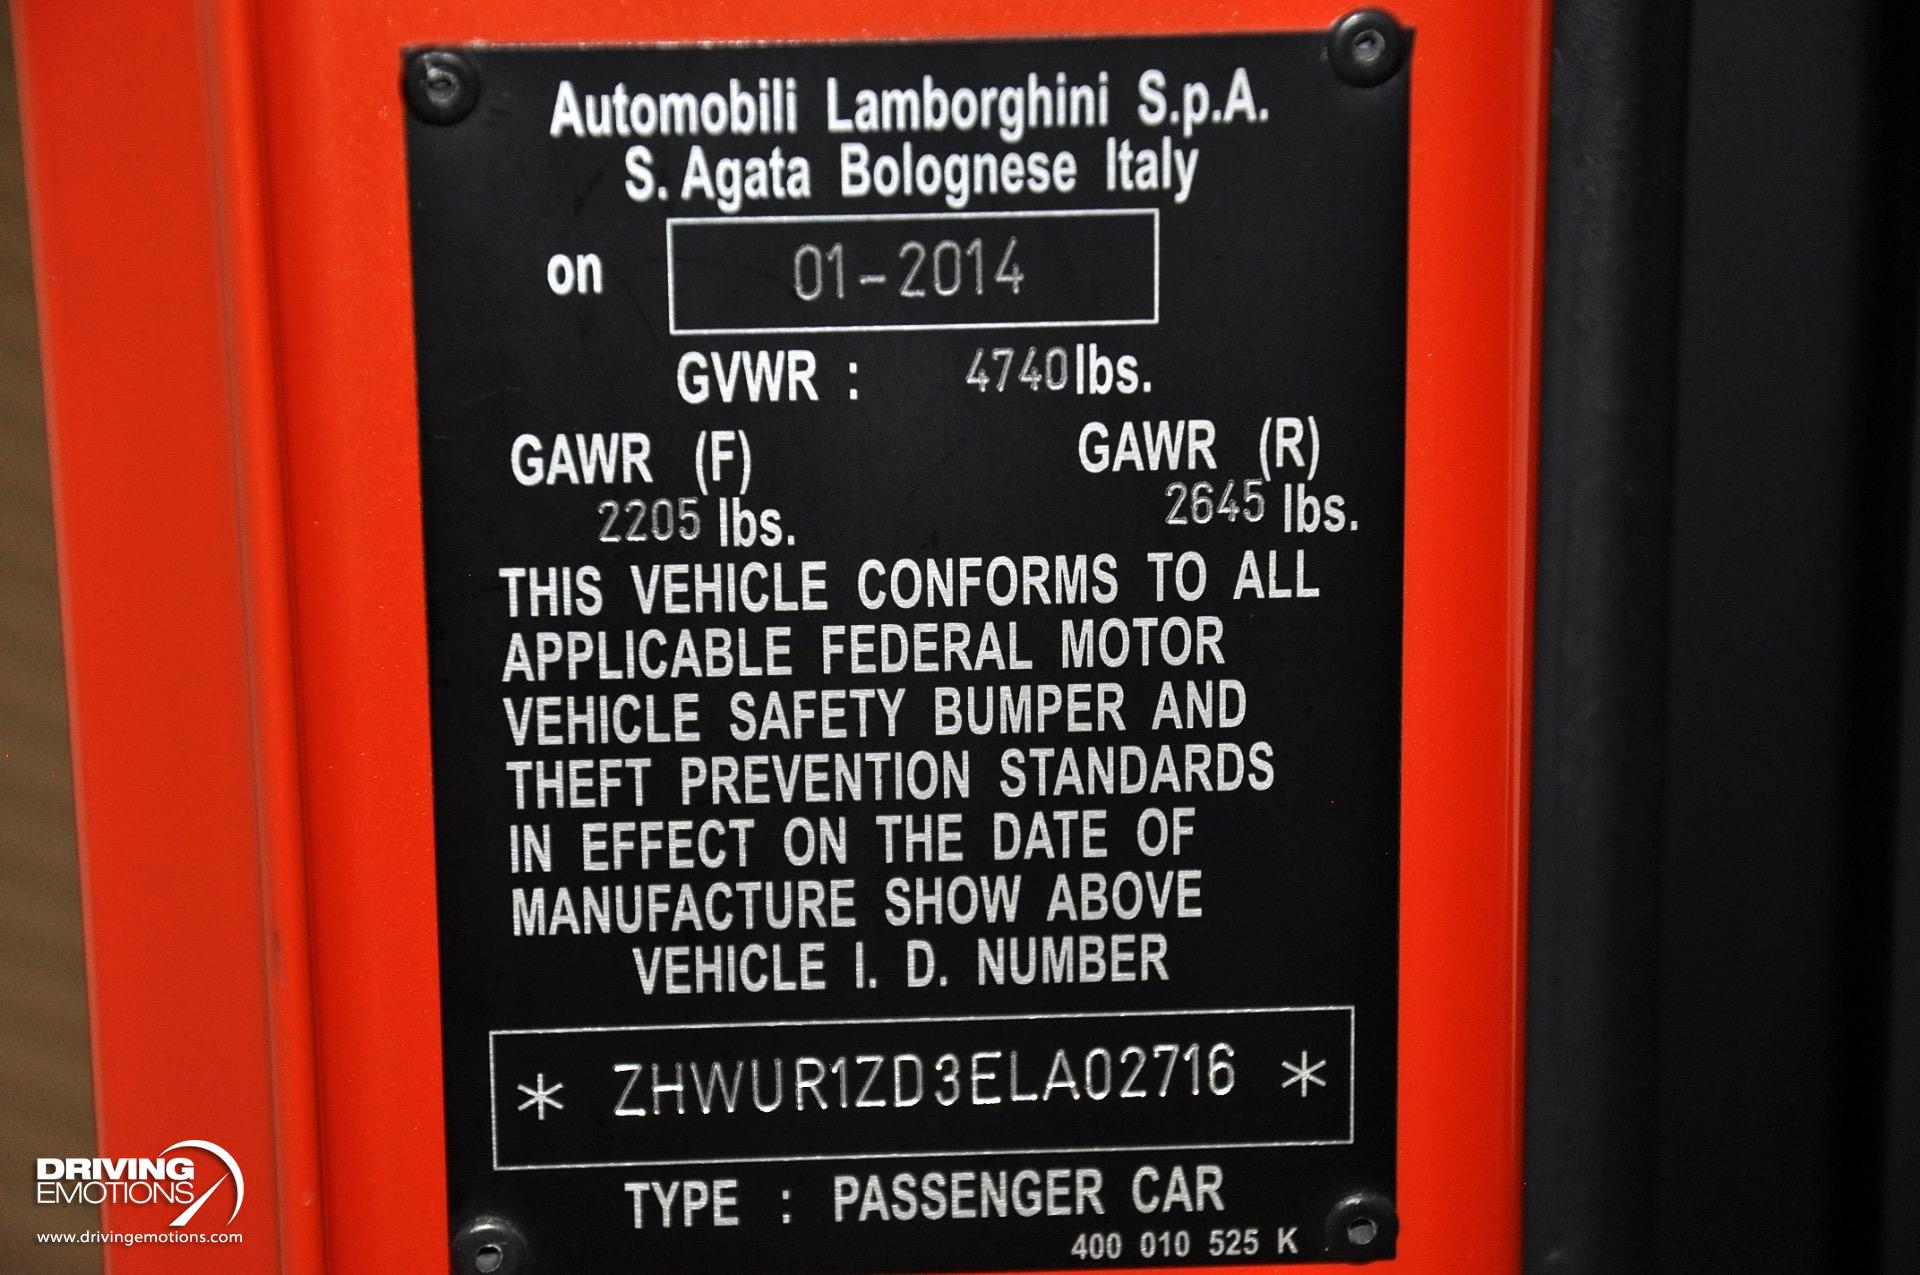 Automobili Lamborghini S.p.A.
S. Agata Bolognese Italy
on 01-2014
GVWR : 4740 lbs.
GAWR (F) GAWR (R)
2205 lbs. 2645 lbs.
THIS VEHICLE CONFORMS TO ALL
APPLICABLE FEDERAL MOTOR
VEHICLE SAFETY BUMPER AND
THEFT PREVENTION STANDARDS
IN EFFECT ON THE DATE OF
MANUFACTURE SHOW ABOVE
VEHICLE I. D. NUMBER
* ZHWUR1ZD3ELA02716 *
TYPE : PASSENGER CAR
400 010 525 K
DRIVING
EMOTIONS
www.drivingemotions.com